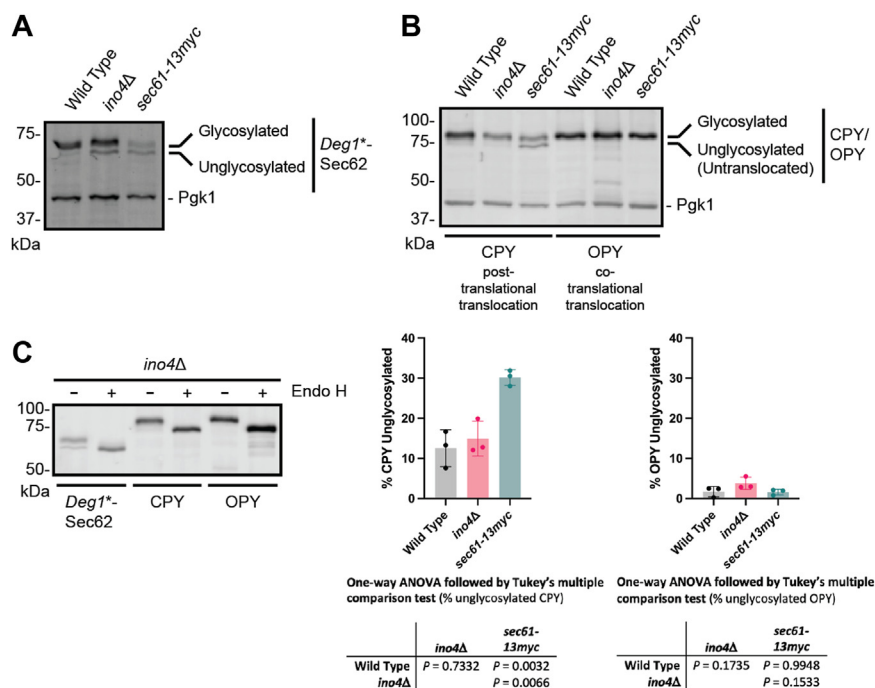 A
Wild Type
ino4Δ
sec61-13myc
75-
50-
37-
kDa
Glycosylated
Unglycosylated
Deg1*-
Sec62
- Pgk1
B
Wild Type
ino4Δ
sec61-13myc
Wild Type
ino4Δ
sec61-13myc
100-
75-
50-
37-
kDa
Glycosylated
Unglycosylated
(Untranslocated)
CPY/
OPY
- Pgk1
CPY
post-
translational
translocation
OPY
co-
translational
translocation
C
ino4Δ
– + – + – + Endo H
100-
75-
50-
kDa
Deg1*-
Sec62
CPY
OPY
% CPY Unglycosylated
40
30
20
10
0
Wild Type
ino4Δ
sec61-13myc
One-way ANOVA followed by Tukey's multiple
comparison test (% unglycosylated CPY)
ino4Δ sec61-
13myc
Wild Type P = 0.7332 P = 0.0032
ino4Δ P = 0.0066
% OPY Unglycosylated
40
30
20
10
0
Wild Type
ino4Δ
sec61-13myc
One-way ANOVA followed by Tukey's multiple
comparison test (% unglycosylated OPY)
ino4Δ sec61-
13myc
Wild Type P = 0.1735 P = 0.9948
ino4Δ P = 0.1533